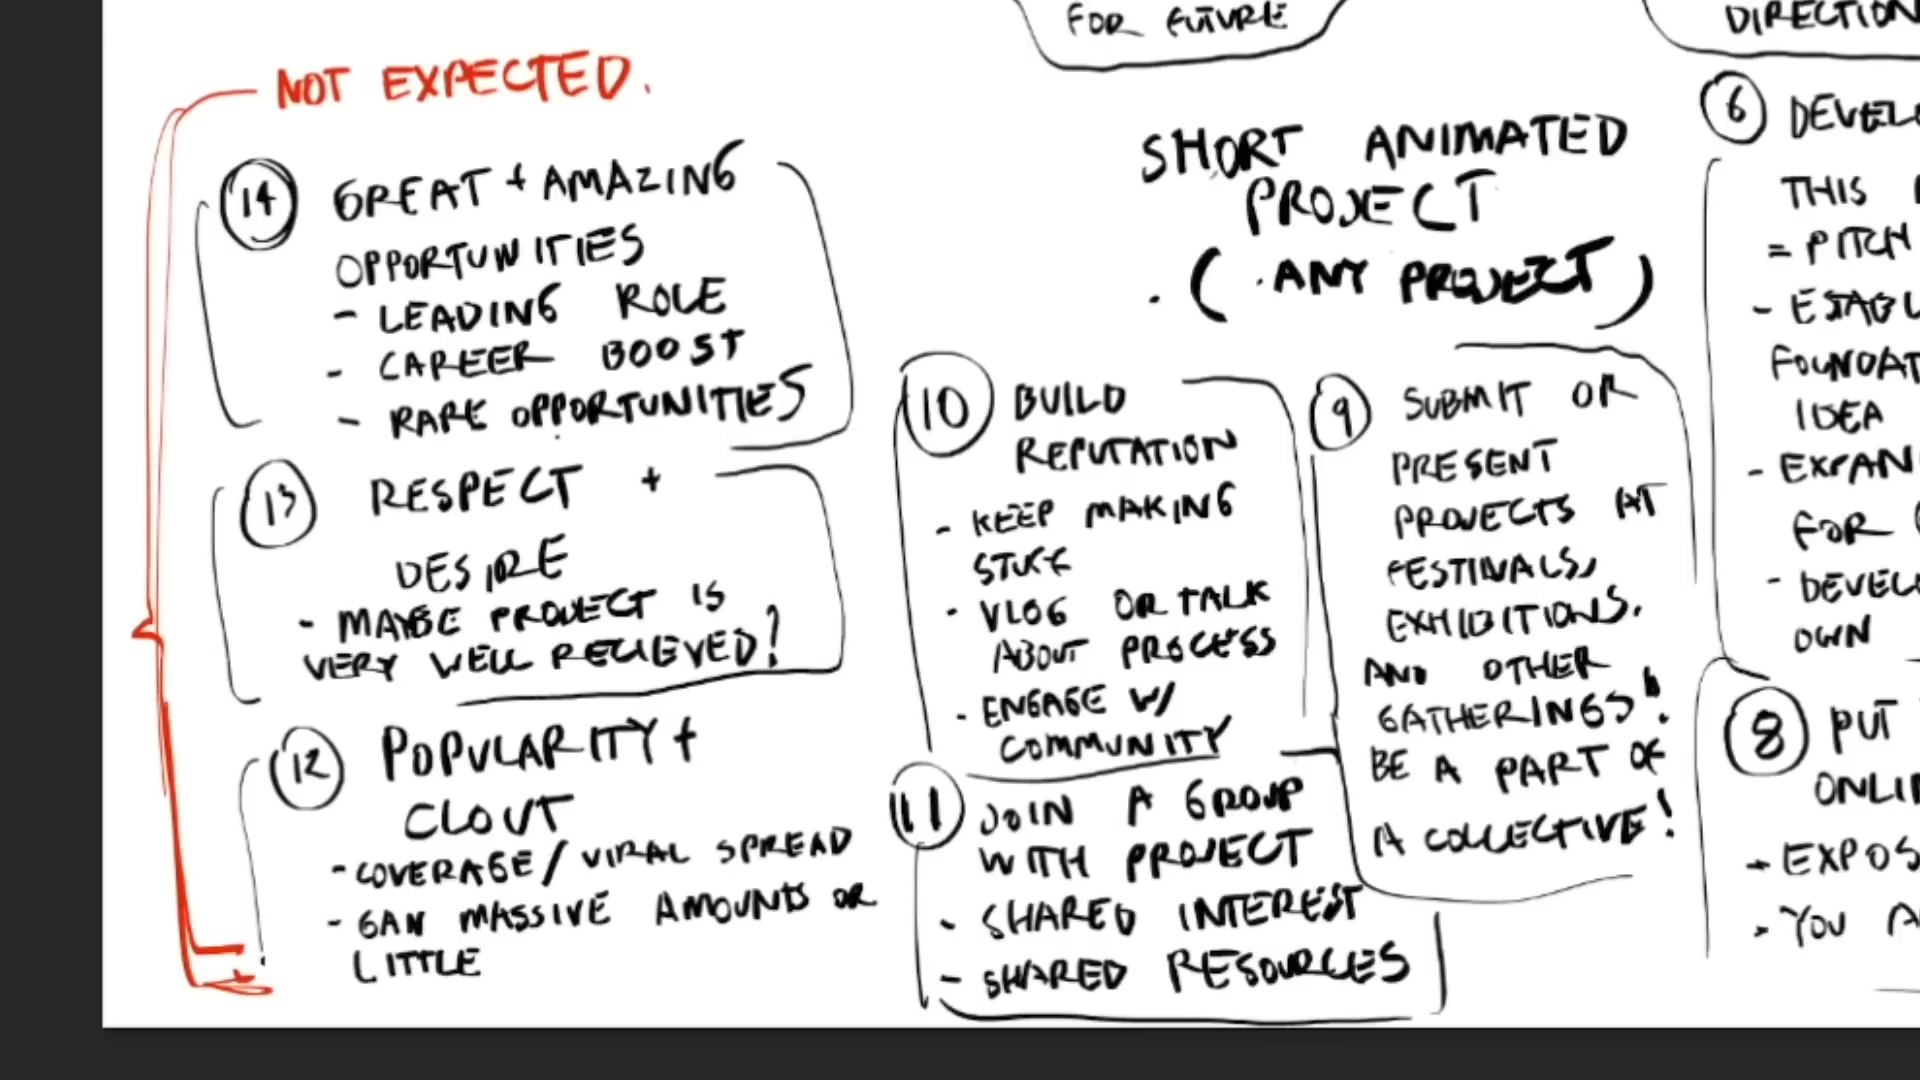 FOR FUTURE
DIRECTION
NOT EXPECTED.
14 GREAT + AMAZING
OPPORTUNITIES
- LEADING ROLE
- CAREER BOOST
- RARE OPPORTUNITIES
13 RESPECT +
DESIRE
- MAYBE PROJECT IS
VERY WELL RECIEVED?
12 POPULARITY +
CLOUT
- COVERAGE/VIRAL SPREAD
- GAN MASSIVE AMOUNTS OR
LITTLE
SHORT ANIMATED
PROJECT
(ANY PROJECT)
10 BUILD
REPUTATION
- KEEP MAKING
STUFF
- VLOG OR TALK
ABOUT PROCESS
- ENGAGE W/
COMMUNITY
11 JOIN A GROUP
WITH PROJECT
- SHARED INTEREST
- SHARED RESOURCES
9 SUBMIT OR
PRESENT
PROJECTS AT
FESTIVALS,
EXHIBITIONS.
AND OTHER
GATHERINGS!
BE A PART OF
A COLLECTIVE!
6 DEVEL
THIS
= PITCH
- ESTABL
FOUNDAT
IDEA
- EXPAN
FOR
- DEVEL
OWN
8 PUT
ONLI
- EXPOS
- YOU A